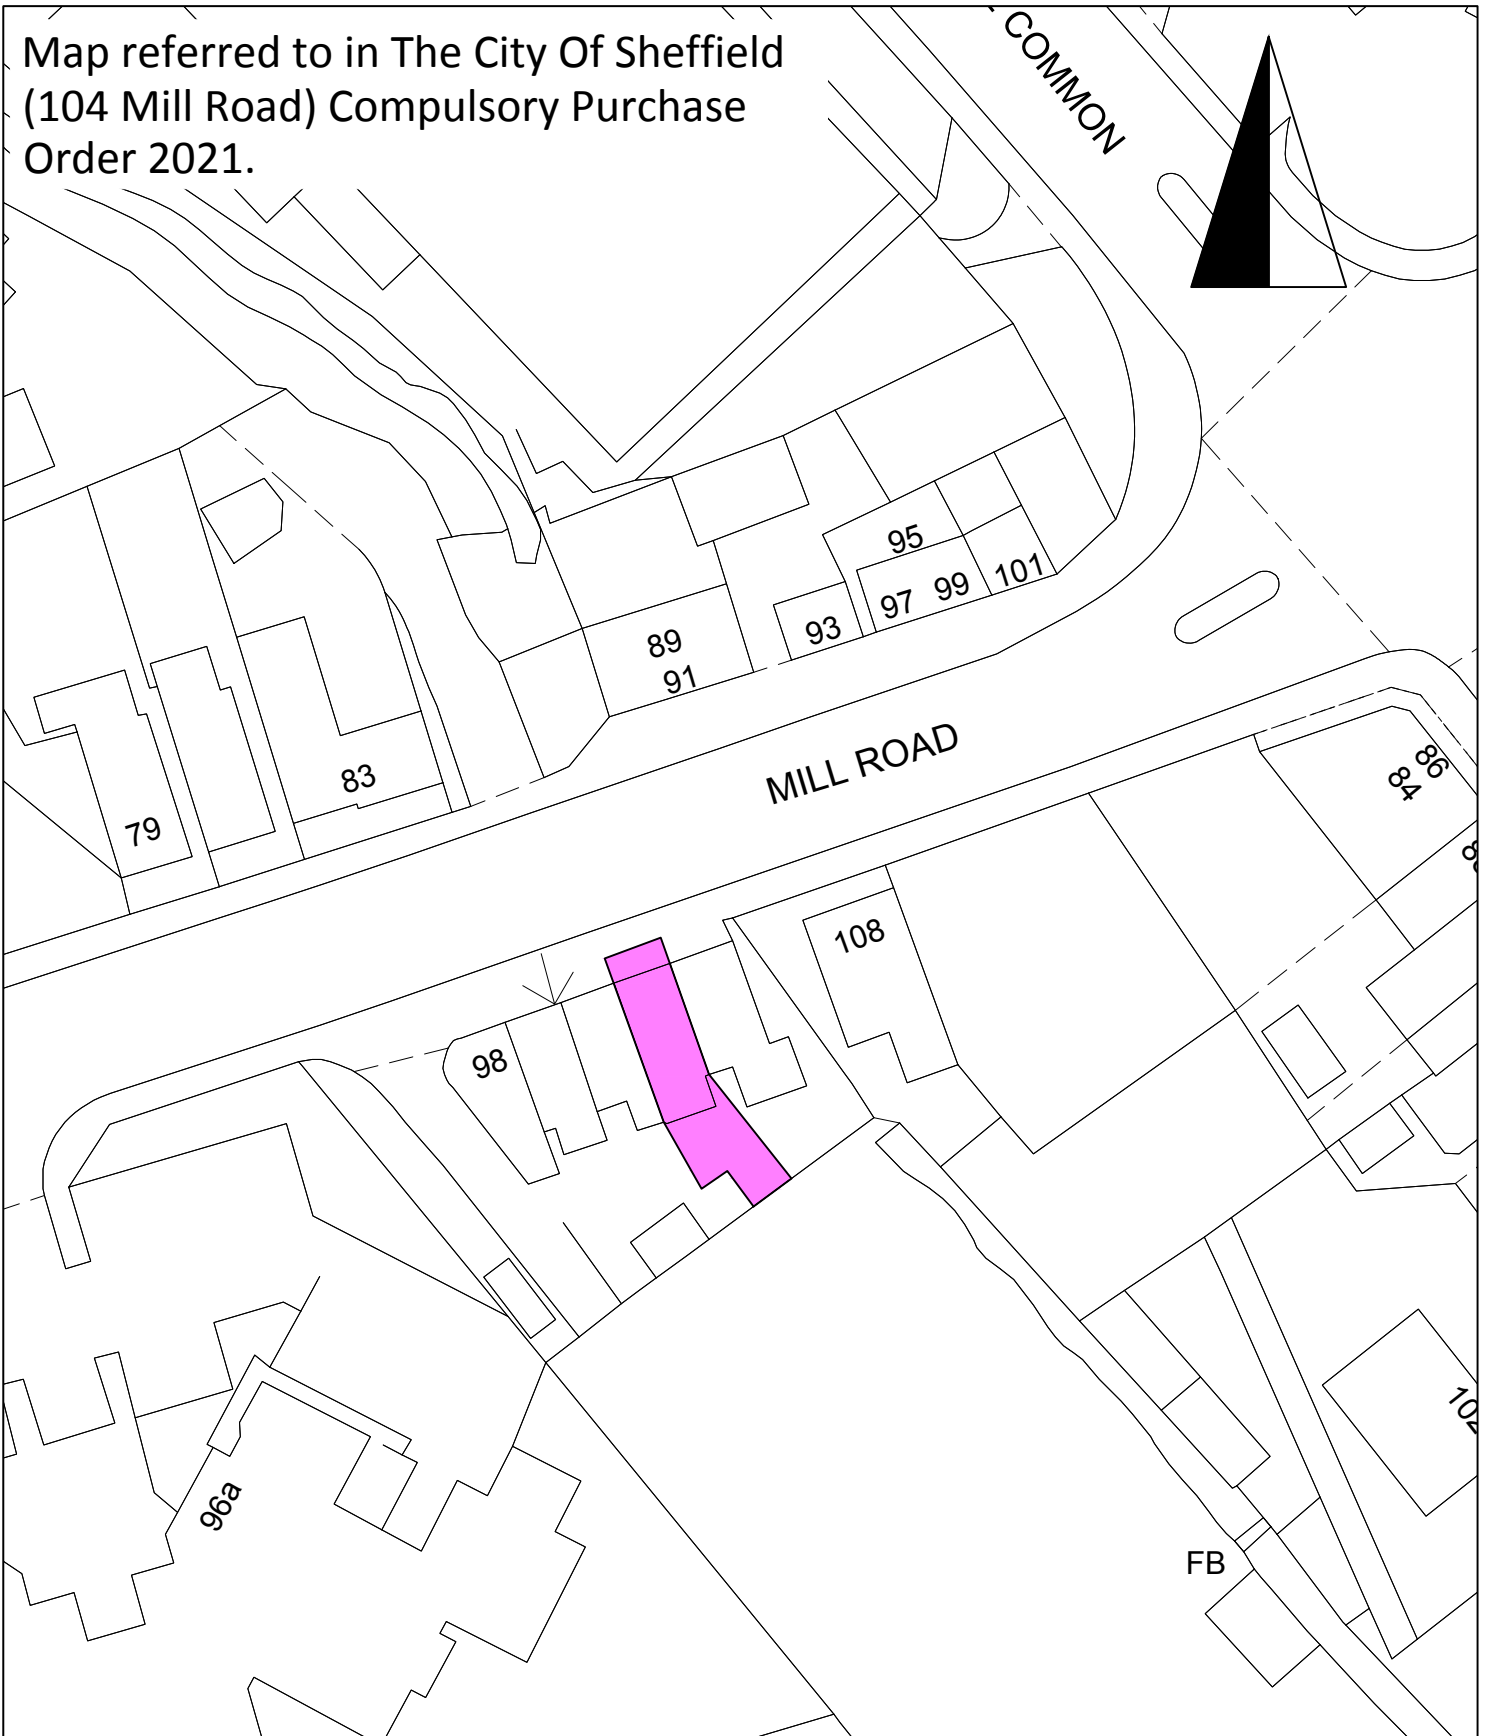 Map referred to in The City Of Sheffield
(104 Mill Road) Compulsory Purchase
Order 2021.
COMMON
95
101
99
97
93
89
91
MILL ROAD
83
79
86
84
108
98
96a
102
FB